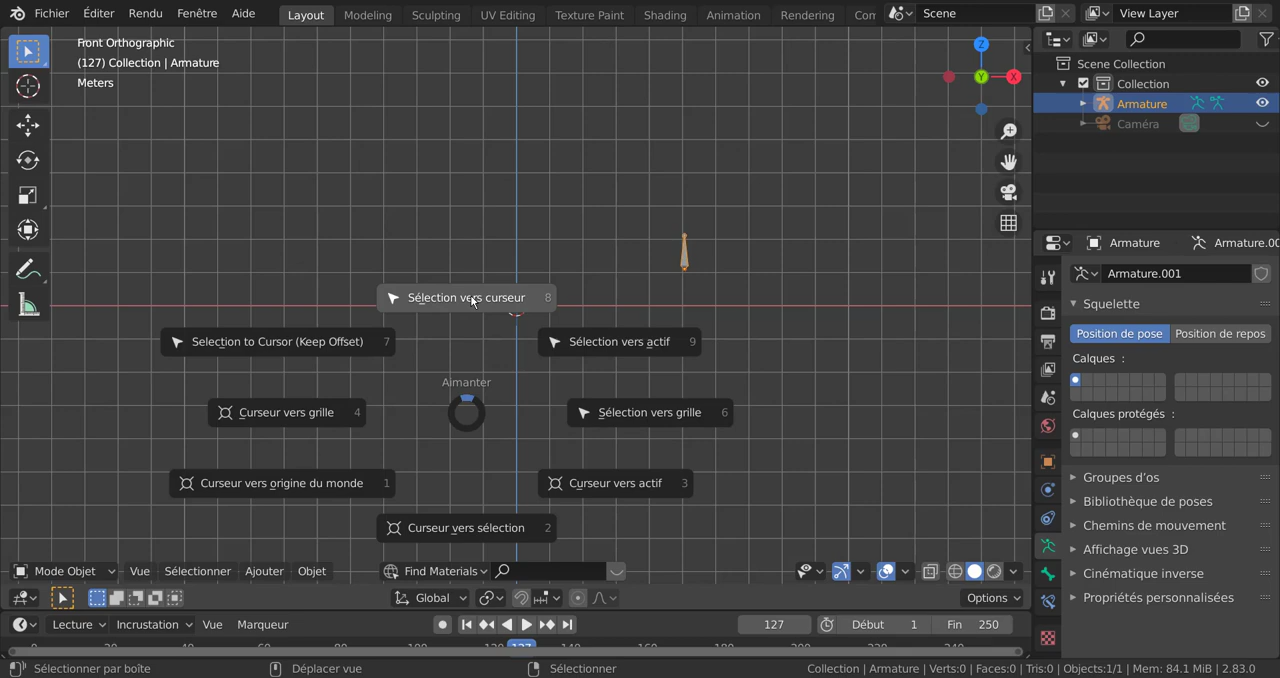 Fichier Éditer Rendu Fenêtre Aide Layout Modeling Sculpting UV Editing Texture Paint Shading Animation Rendering Com Scene View Layer
Front Orthographic
(127) Collection | Armature
Meters
Z
Y
X
Scene Collection
Collection
Armature
Caméra
Armature Armature.00
Armature.001
Squelette
Position de pose Position de repos
Calques :
Calques protégés :
Groupes d'os
Bibliothèque de poses
Chemins de mouvement
Affichage vues 3D
Cinématique inverse
Propriétés personnalisées
Sélection vers curseur 8
Selection to Cursor (Keep Offset) 7
Sélection vers actif 9
Aimanter
Curseur vers grille 4
Sélection vers grille 6
Curseur vers origine du monde 1
Curseur vers actif 3
Curseur vers sélection 2
Mode Objet Vue Sélectionner Ajouter Objet Find Materials
Global Options
Lecture Incrustation Vue Marqueur 127 Début 1 Fin 250
Sélectionner par boîte Déplacer vue Sélectionner Collection | Armature | Verts:0 | Faces:0 | Tris:0 | Objects:1/1 | Mem: 84.1 MiB | 2.83.0